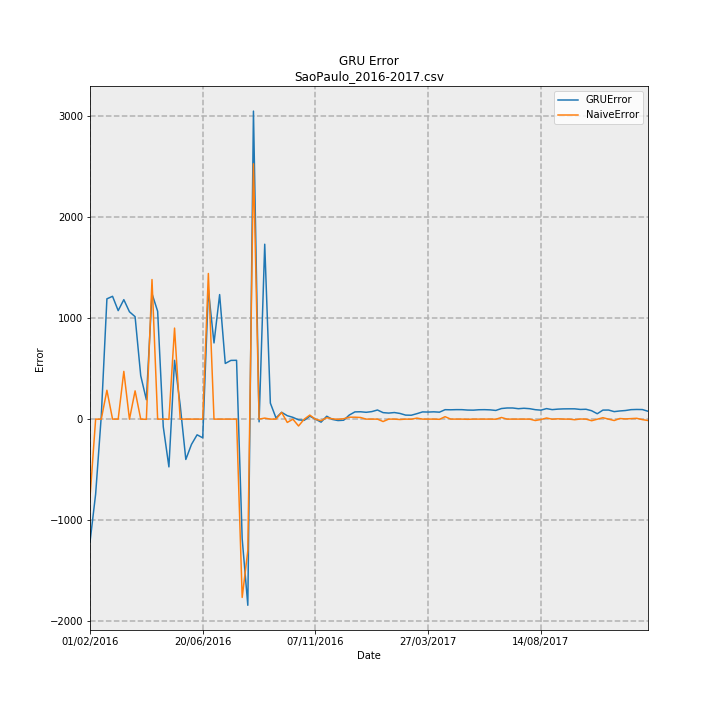 GRU Error
SaoPaulo_2016-2017.csv
GRUError
NaiveError
3000
2000
1000
0
−1000
−2000
Error
01/02/2016 20/06/2016 07/11/2016 27/03/2017 14/08/2017
Date